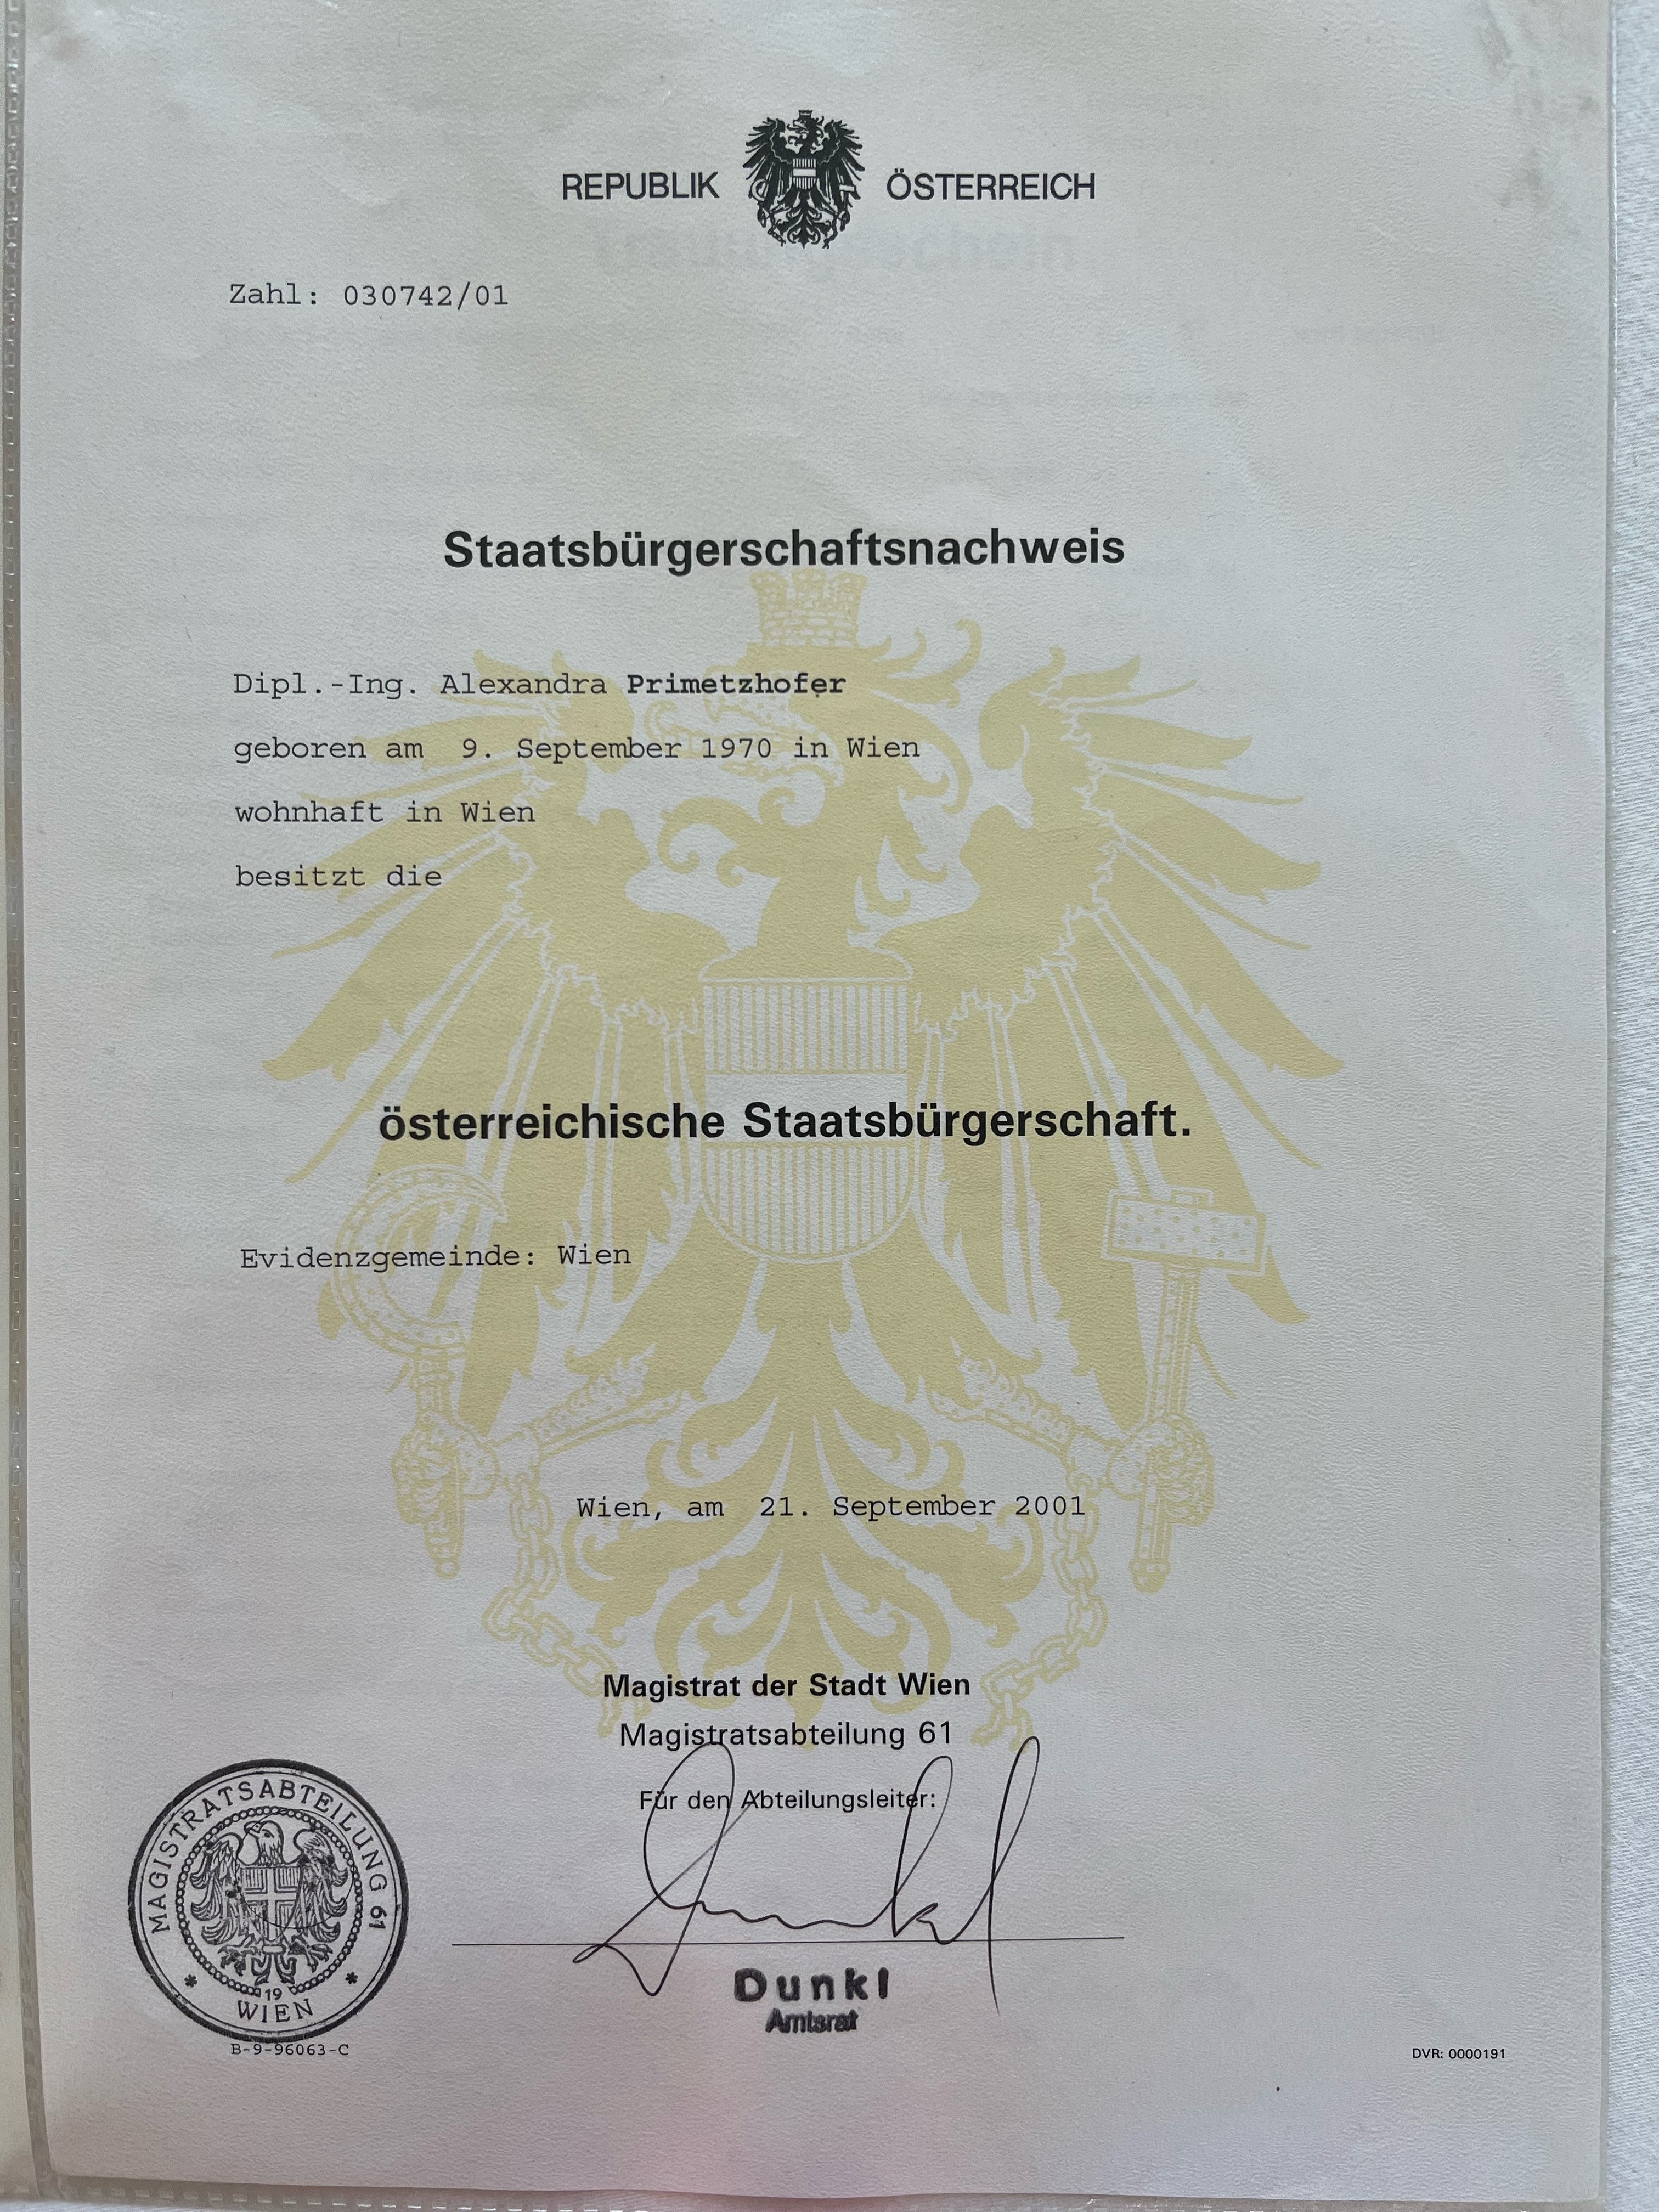 REPUBLIK ÖSTERREICH
Zahl: 030742/01
Staatsbürgerschaftsnachweis
Dipl.-Ing. Alexandra Primetzhofer
geboren am 9. September 1970 in Wien
wohnhaft in Wien
besitzt die
österreichische Staatsbürgerschaft.
Evidenzgemeinde: Wien
Wien, am 21. September 2001
Magistrat der Stadt Wien
Magistratsabteilung 61
Für den Abteilungsleiter:
Dunkl
Dunkl
Amtsrat
MAGISTRATSABTEILUNG 61
19
WIEN
B-9-96063-C
DVR: 0000191